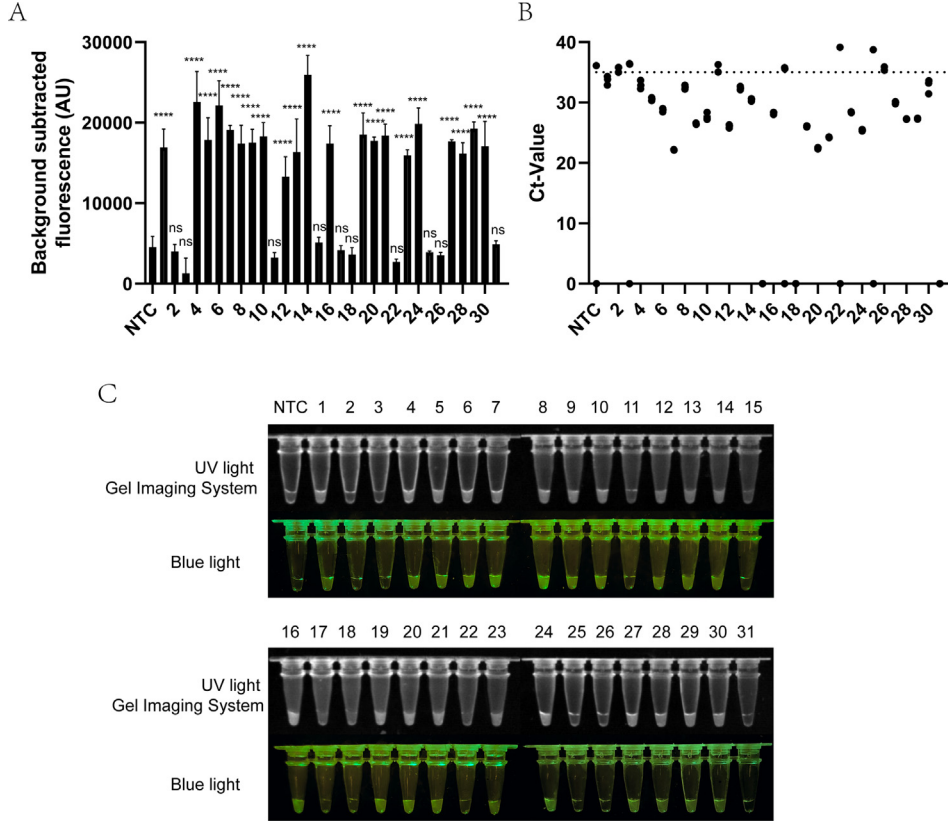 A
Background subtracted
fluorescence (AU)
30000
20000
10000
0
**** ns **** **** **** **** **** **** **** ns **** **** **** ns **** ns ns **** **** **** ns **** **** ns ns **** **** **** **** ns
NTC 2 4 6 8 10 12 14 16 18 20 22 24 26 28 30
B
Ct-Value
40
30
20
10
0
NTC 2 4 6 8 10 12 14 16 18 20 22 24 26 28 30
C
NTC 1 2 3 4 5 6 7 8 9 10 11 12 13 14 15
UV light
Gel Imaging System
Blue light
16 17 18 19 20 21 22 23 24 25 26 27 28 29 30 31
UV light
Gel Imaging System
Blue light